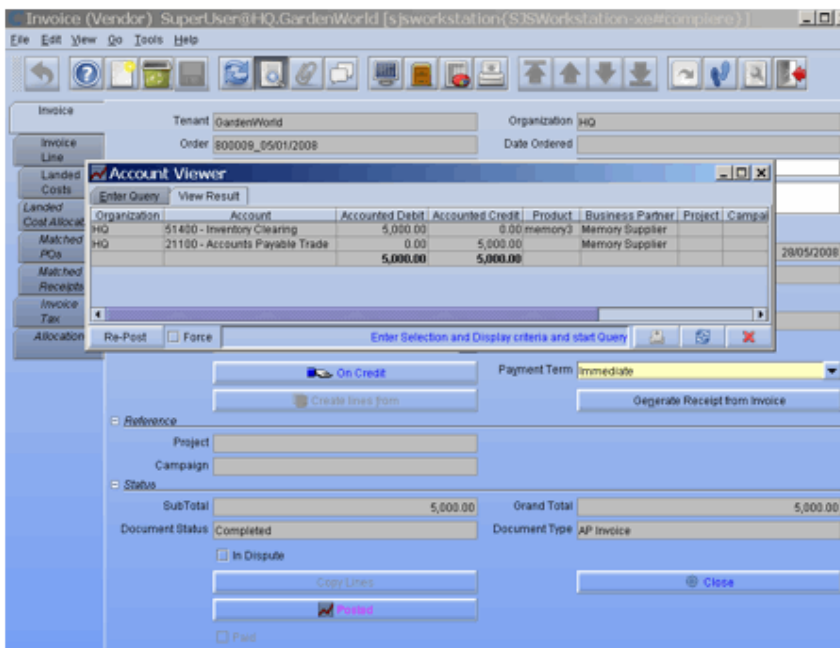 Invoice (Vendor) SuperUser@HQ.GardenWorld [sjsworkstation(SJSWorkstation-xe#compiere)]
File Edit View Go Tools Help
Invoice
Tenant GardenWorld Organization HQ
Invoice Line
Order 800009_05/01/2008 Date Ordered
Landed Costs
Account Viewer
Enter Query View Result
Landed Cost Allocat
Organization Account Accounted Debit Accounted Credit Product Business Partner Project Campai
HQ 51400 - Inventory Clearing 5,000.00 0.00 memory3 Memory Supplier
HQ 21100 - Accounts Payable Trade 0.00 5,000.00 Memory Supplier
5,000.00 5,000.00
Matched POs
28/05/2008
Matched Receipts
Invoice Tax
Allocation
Re-Post Force Enter Selection and Display criteria and start Query
On Credit Payment Term Immediate
Create lines from Generate Receipt from Invoice
Reference
Project
Campaign
Status
SubTotal 5,000.00 Grand Total 5,000.00
Document Status Completed Document Type AP Invoice
In Dispute
Copy Lines Close
Posted
Paid